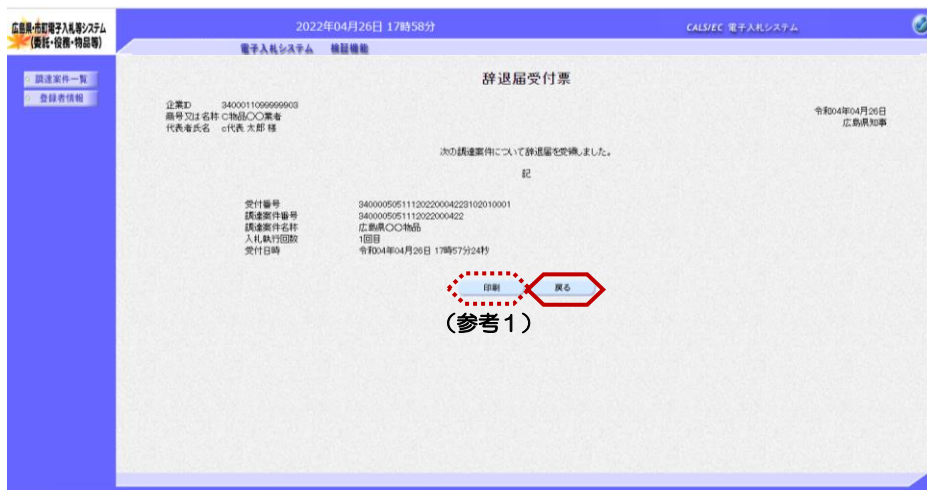 広島県・市町電子入札等システム
(委託・役務・物品等)
2022年04月26日 17時58分
CALS/EC 電子入札システム
電子入札システム 検証機能
調達案件一覧
登録者情報
辞退届受付票
企業ID 3400011099999903
商号又は名称 C物品〇〇業者
代表者氏名 c代表 太郎 様
令和04年04月26日
広島県知事
次の調達案件について辞退届を受領しました。
記
受付番号 34000050511120220004223102010001
調達案件番号 3400005051112022000422
調達案件名称 広島県〇〇物品
入札執行回数 1回目
受付日時 令和04年04月26日 17時57分24秒
印刷 戻る
(参考1)